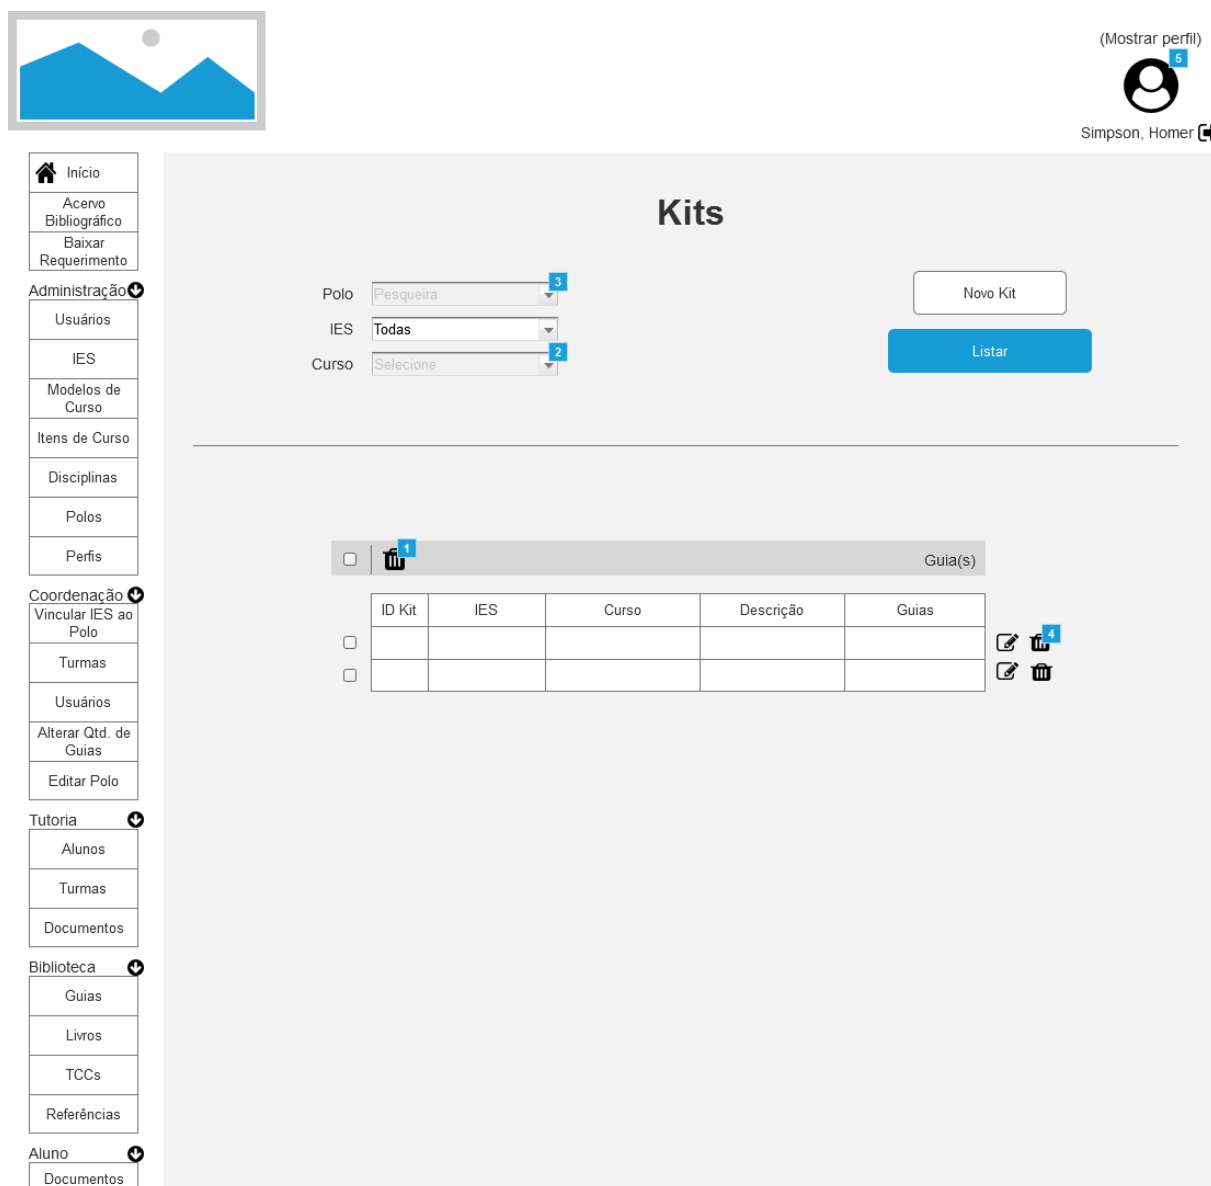 (Mostrar perfil)
5
Simpson, Homer
Início
Acervo
Bibliográfico
Baixar
Requerimento
Administração
Usuários
IES
Modelos de
Curso
Itens de Curso
Disciplinas
Polos
Perfis
Coordenação
Vincular IES ao
Polo
Turmas
Usuários
Alterar Qtd. de
Guias
Editar Polo
Tutoria
Alunos
Turmas
Documentos
Biblioteca
Guias
Livros
TCCs
Referências
Aluno
Documentos
Kits
Polo Pesqueira 3
IES Todas
Curso Selecione 2
Novo Kit
Listar
1 Guia(s)
ID Kit IES Curso Descrição Guias
4